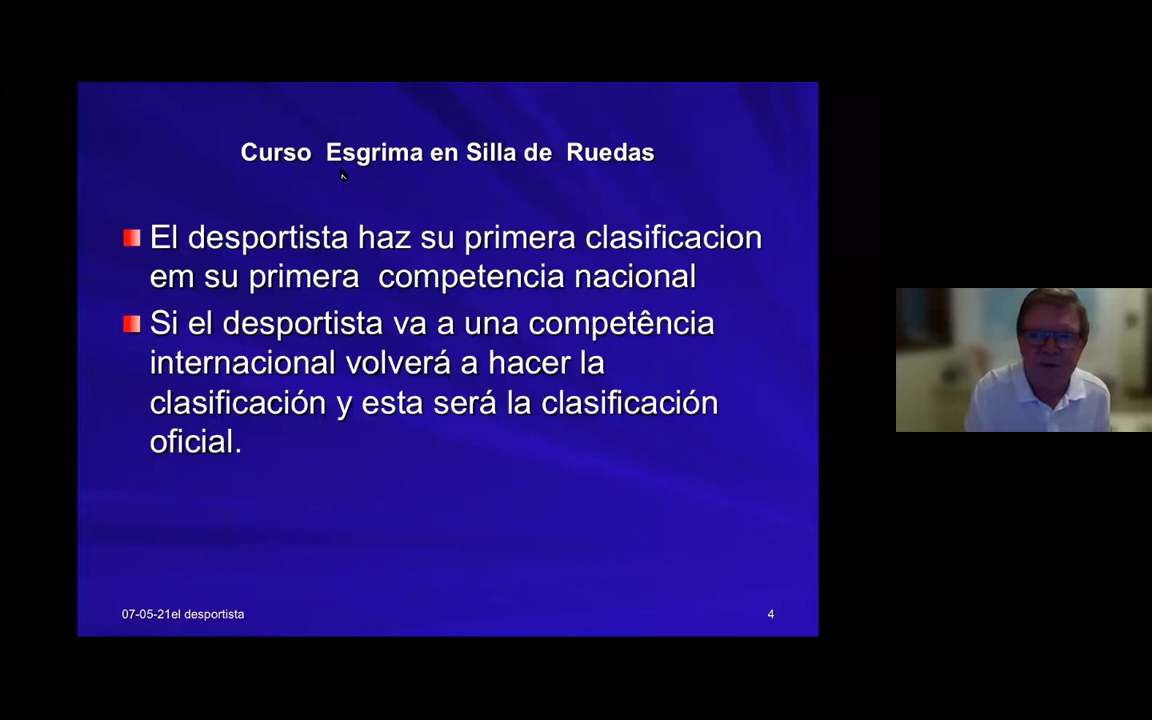 Curso Esgrima en Silla de Ruedas
El desportista haz su primera clasificacion
em su primera competencia nacional
Si el desportista va a una competência
internacional volverá a hacer la
clasificación y esta será la clasificación
oficial.
07-05-21el desportista
4